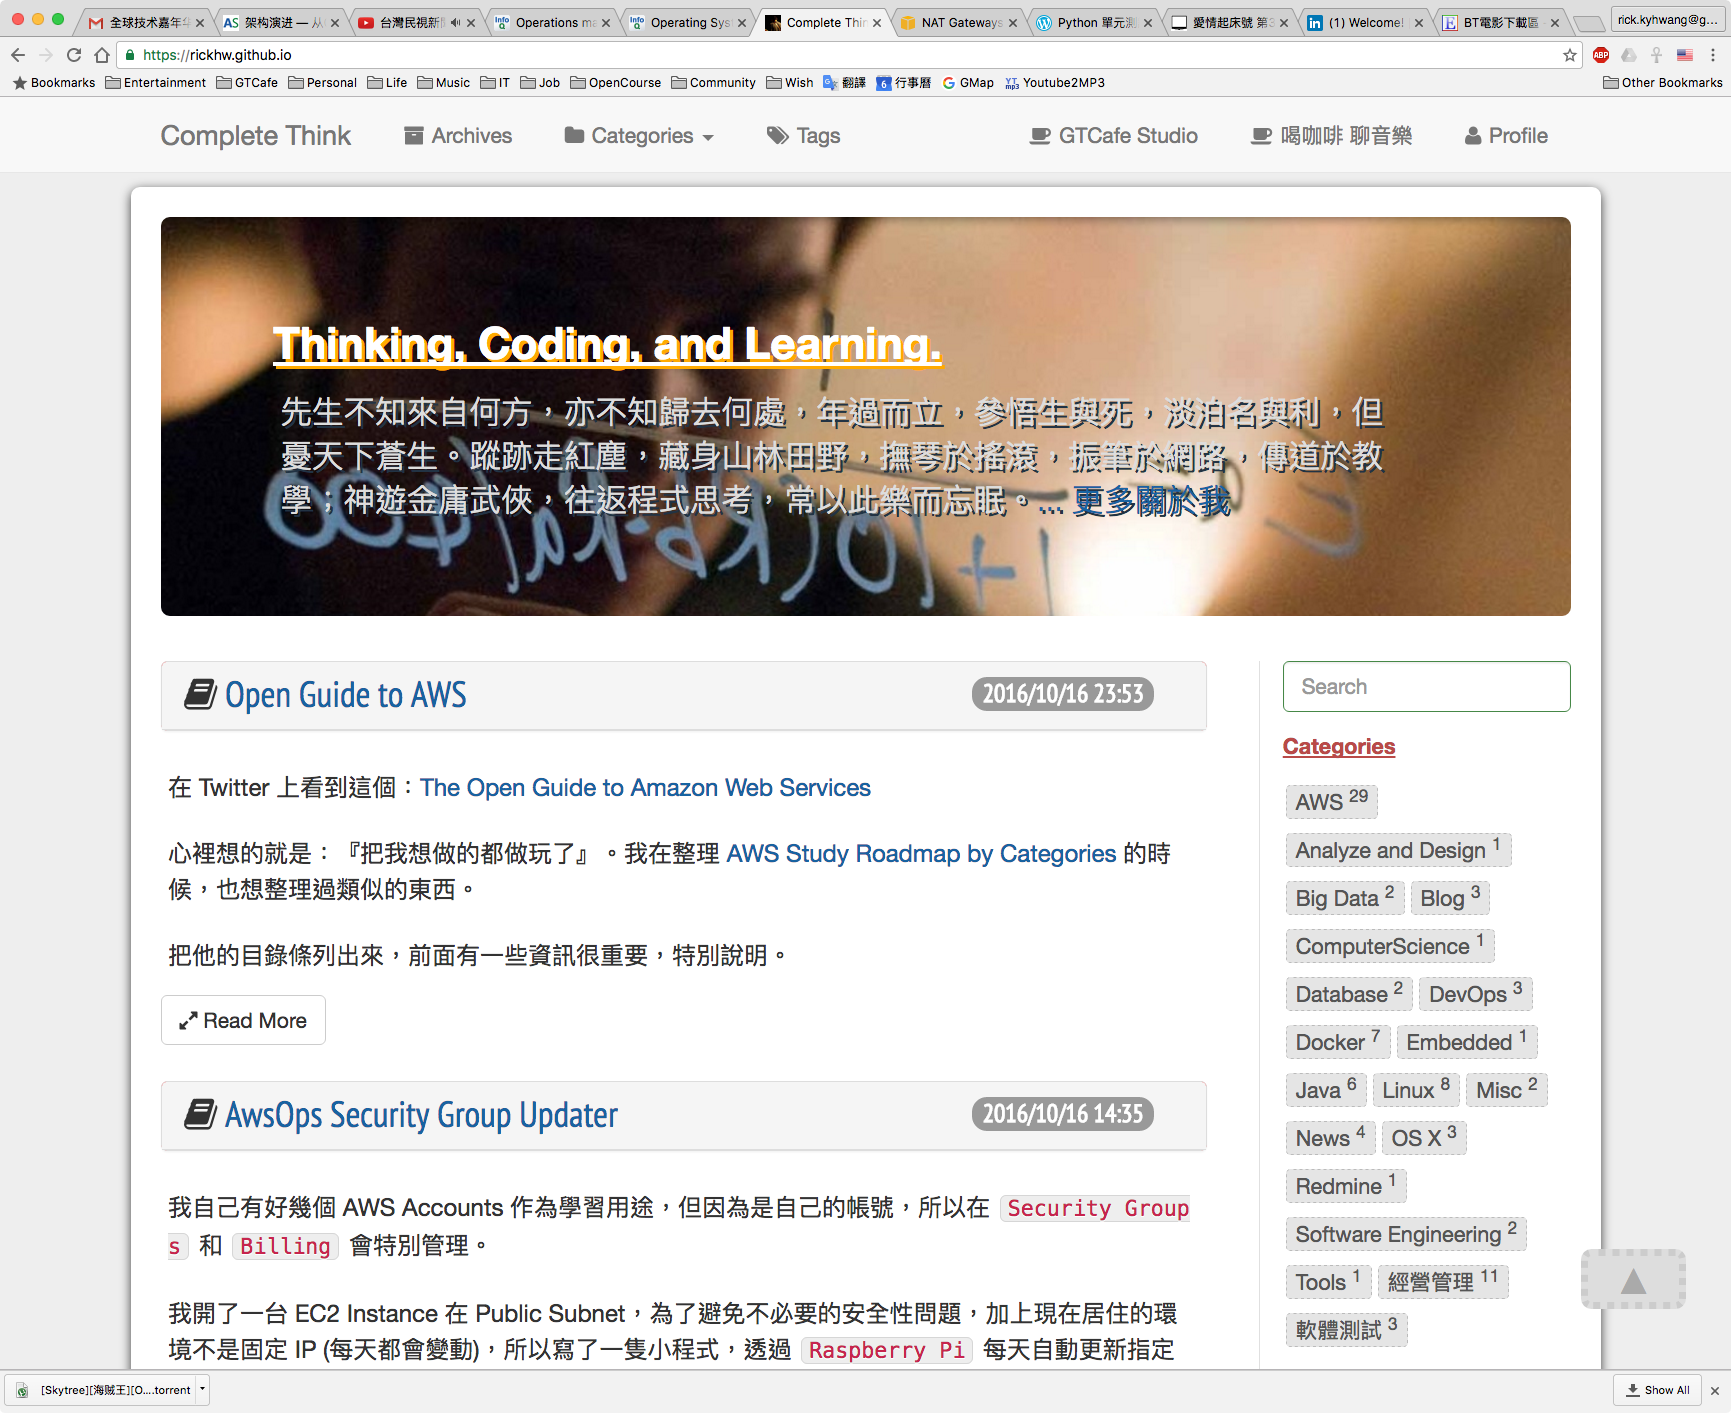 全球技术嘉年
架构演进 — 从
台灣民視新
Operations ma
Operating Sys
Complete Thin
NAT Gateways
Python 單元測
愛情起床號 第3
(1) Welcome!
BT電影下載區
rick.kyhwang@g...
https://rickhw.github.io
Bookmarks Entertainment GTCafe Personal Life Music IT Job OpenCourse Community Wish 翻譯 行事曆 GMap Youtube2MP3 Other Bookmarks
Complete Think Archives Categories Tags GTCafe Studio 喝咖啡 聊音樂 Profile
Thinking, Coding, and Learning.
先生不知來自何方，亦不知歸去何處，年過而立，參悟生與死，淡泊名與利，但
憂天下蒼生。蹤跡走紅塵，藏身山林田野，撫琴於搖滾，振筆於網路，傳道於教
學；神遊金庸武俠，往返程式思考，常以此樂而忘眠。... 更多關於我
Open Guide to AWS 2016/10/16 23:53
在 Twitter 上看到這個：The Open Guide to Amazon Web Services
心裡想的就是：『把我想做的都做玩了』。我在整理 AWS Study Roadmap by Categories 的時
候，也想整理過類似的東西。
把他的目錄條列出來，前面有一些資訊很重要，特別說明。
Read More
AwsOps Security Group Updater 2016/10/16 14:35
我自己有好幾個 AWS Accounts 作為學習用途，但因為是自己的帳號，所以在 Security Group
s 和 Billing 會特別管理。
我開了一台 EC2 Instance 在 Public Subnet，為了避免不必要的安全性問題，加上現在居住的環
境不是固定 IP (每天都會變動)，所以寫了一隻小程式，透過 Raspberry Pi 每天自動更新指定
Search
Categories
AWS 29
Analyze and Design 1
Big Data 2 Blog 3
ComputerScience 1
Database 2 DevOps 3
Docker 7 Embedded 1
Java 6 Linux 8 Misc 2
News 4 OS X 3
Redmine 1
Software Engineering 2
Tools 1 經營管理 11
軟體測試 3
▲
[Skytree][海賊王][O....torrent Show All